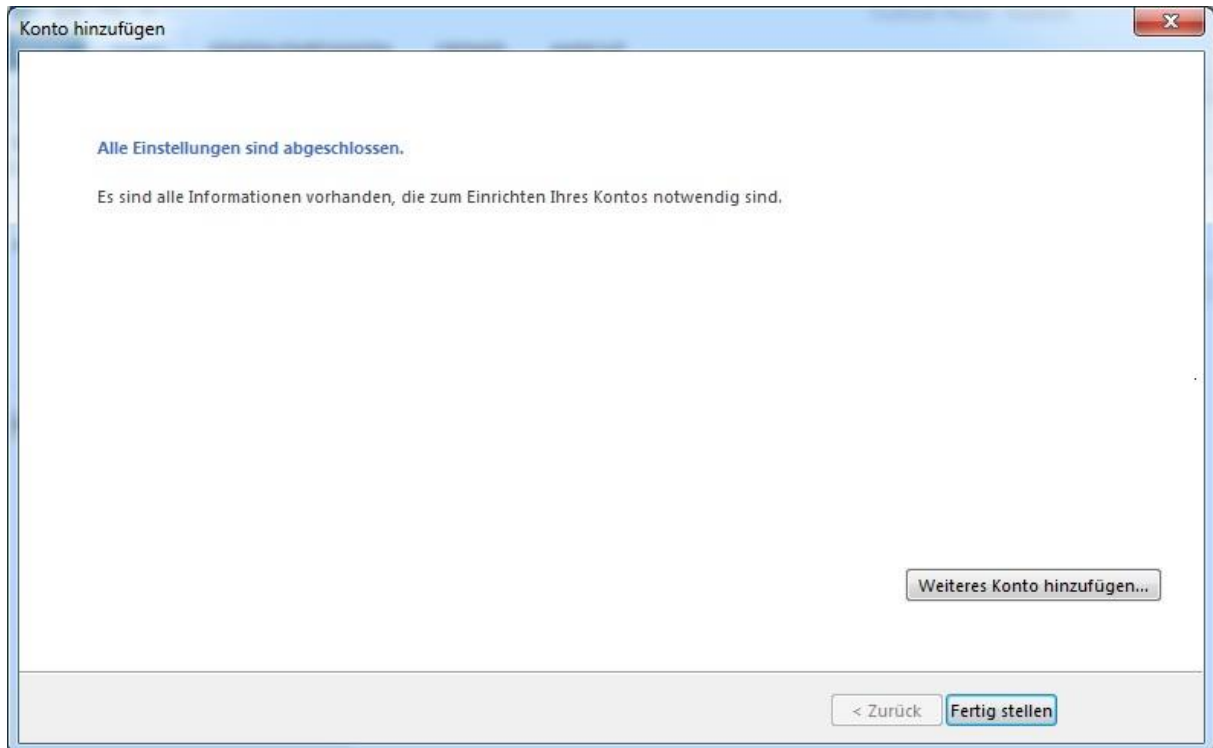 Konto hinzufügen
Alle Einstellungen sind abgeschlossen.
Es sind alle Informationen vorhanden, die zum Einrichten Ihres Kontos notwendig sind.
Weiteres Konto hinzufügen...
< Zurück
Fertig stellen